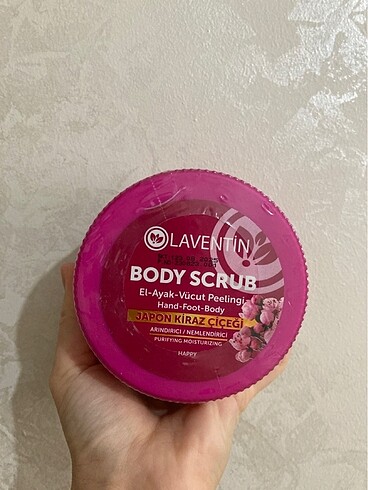 OLAVENTİN
BODY SCRUB
El-Ayak-Vücut Peelingi
Hand-Foot-Body
JAPON KİRAZ ÇİÇEĞİ
ARINDIRICI / NEMLENDİRİCİ
PURIFYING MOISTURIZING
HAPPY